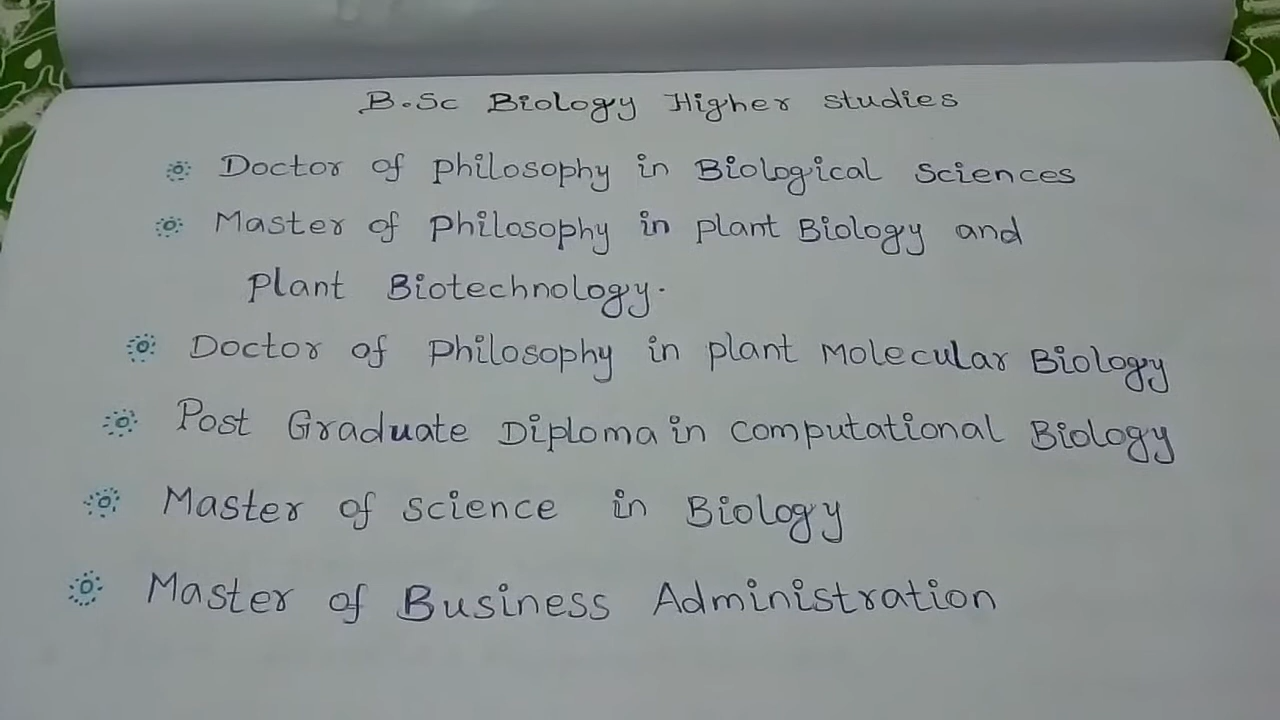 B.Sc Biology Higher studies
Doctor of philosophy in Biological Sciences
Master of philosophy in plant Biology and
plant Biotechnology.
Doctor of philosophy in plant Molecular Biology
Post Graduate Diploma in computational Biology
Master of science in Biology
Master of Business Administration